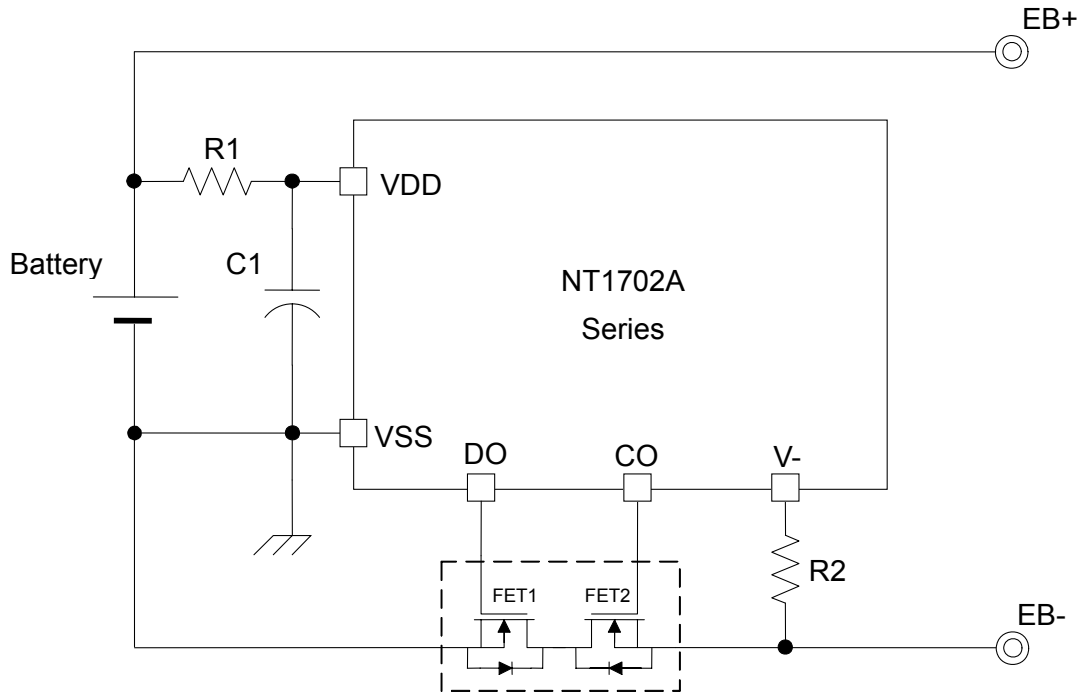 EB+
R1
VDD
Battery
C1
NT1702A
Series
VSS
DO
CO
V-
R2
FET1
FET2
EB-